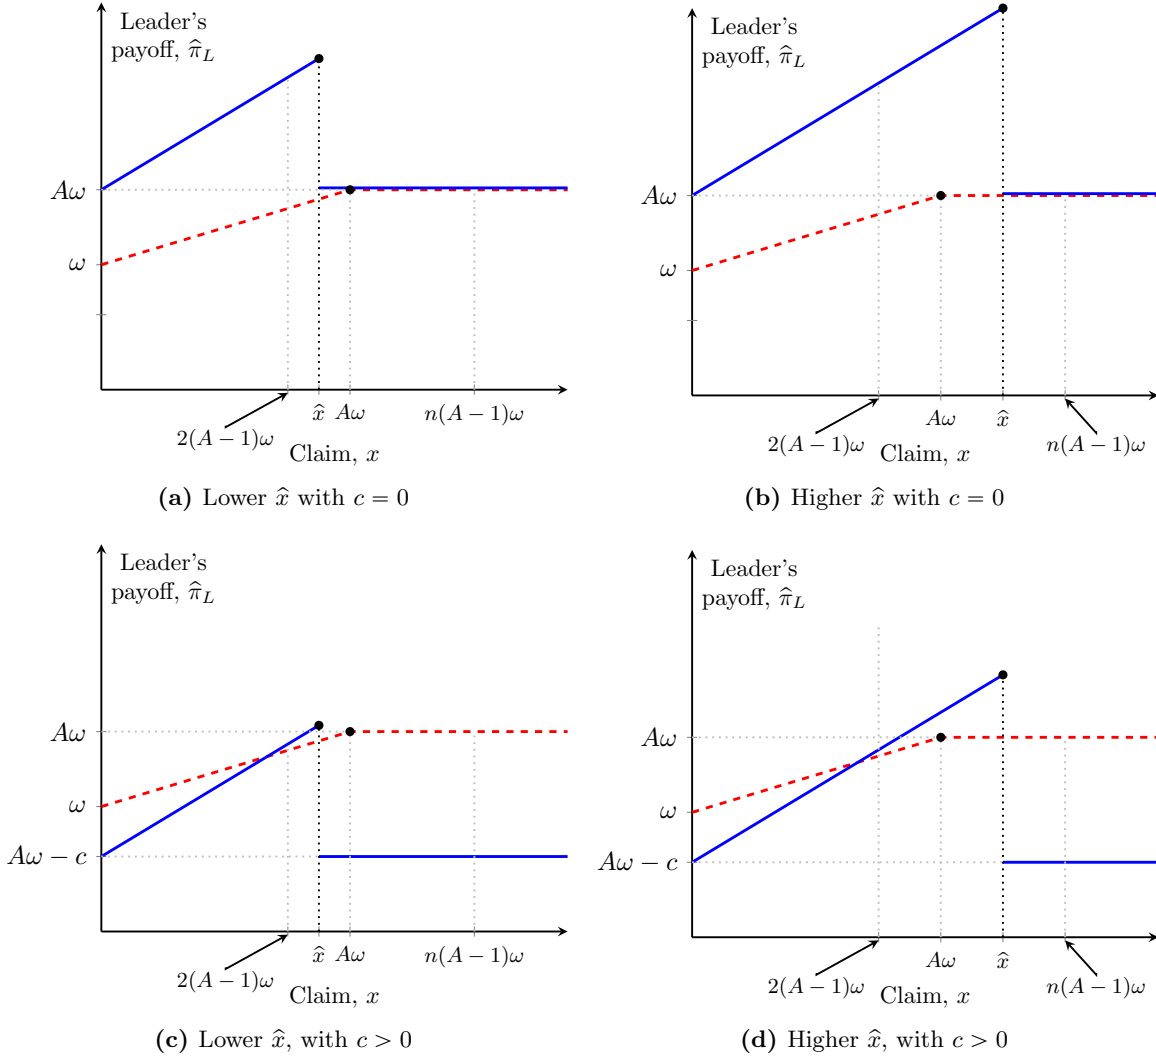 Leader's
payoff, π̂_L
Aω
ω
x̂ Aω n(A − 1)ω
2(A − 1)ω
Claim, x
(a) Lower x̂ with c = 0
Leader's
payoff, π̂_L
Aω
ω
Aω x̂
2(A − 1)ω n(A − 1)ω
Claim, x
(b) Higher x̂ with c = 0
Leader's
payoff, π̂_L
Aω
ω
Aω − c
x̂ Aω n(A − 1)ω
2(A − 1)ω
Claim, x
(c) Lower x̂, with c > 0
Leader's
payoff, π̂_L
Aω
ω
Aω − c
Aω x̂
2(A − 1)ω n(A − 1)ω
Claim, x
(d) Higher x̂, with c > 0